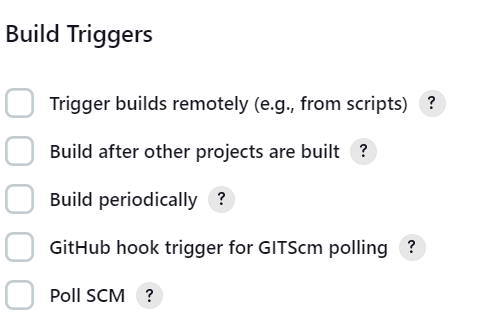 Build Triggers
Trigger builds remotely (e.g., from scripts) ?
Build after other projects are built ?
Build periodically ?
GitHub hook trigger for GITScm polling ?
Poll SCM ?